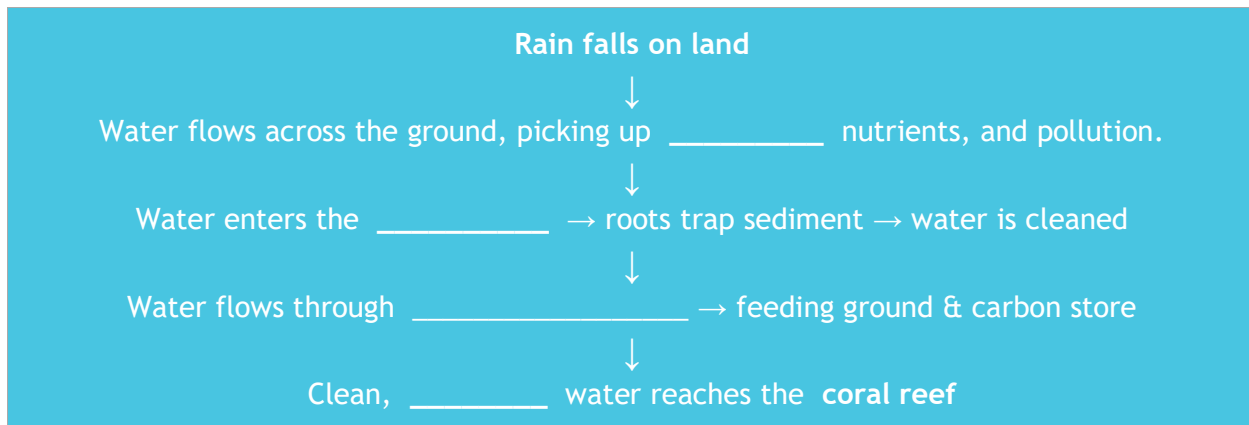 Rain falls on land
↓
Water flows across the ground, picking up __________ nutrients, and pollution.
↓
Water enters the ___________ → roots trap sediment → water is cleaned
↓
Water flows through __________________ → feeding ground & carbon store
↓
Clean, _________ water reaches the coral reef